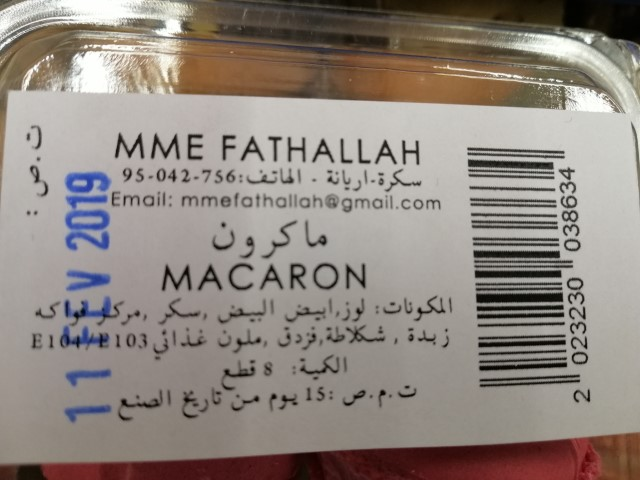 MME FATHALLAH
سكرة-اريانة - الهاتف:756-042-95
Email: mmefathallah@gmail.com
ماكرون
MACARON
المكونات: لوز,ابيض البيض ,سكر ,مركز فواكه
زبدة , شكلاطة,فزدق ,ملون غذائي E104/E103
الكمية: 8 قطع
ت.م.ص :15 يوم من تاريخ الصنع
ت.ص :
11 FEV 2019
2 023230 038634